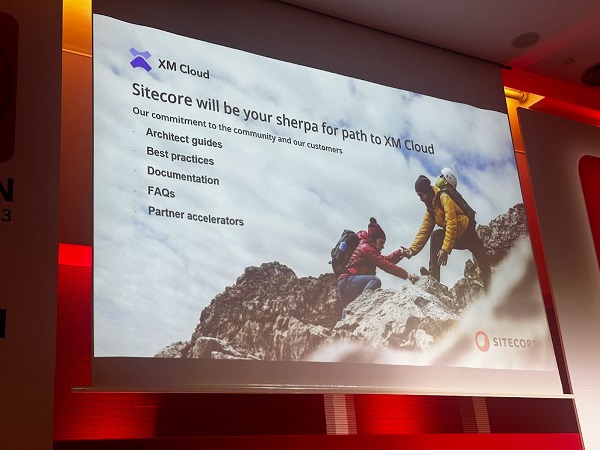 XM Cloud
Sitecore will be your sherpa for path to XM Cloud
Our commitment to the community and our customers
Architect guides
Best practices
Documentation
FAQs
Partner accelerators
SITECORE
N
3